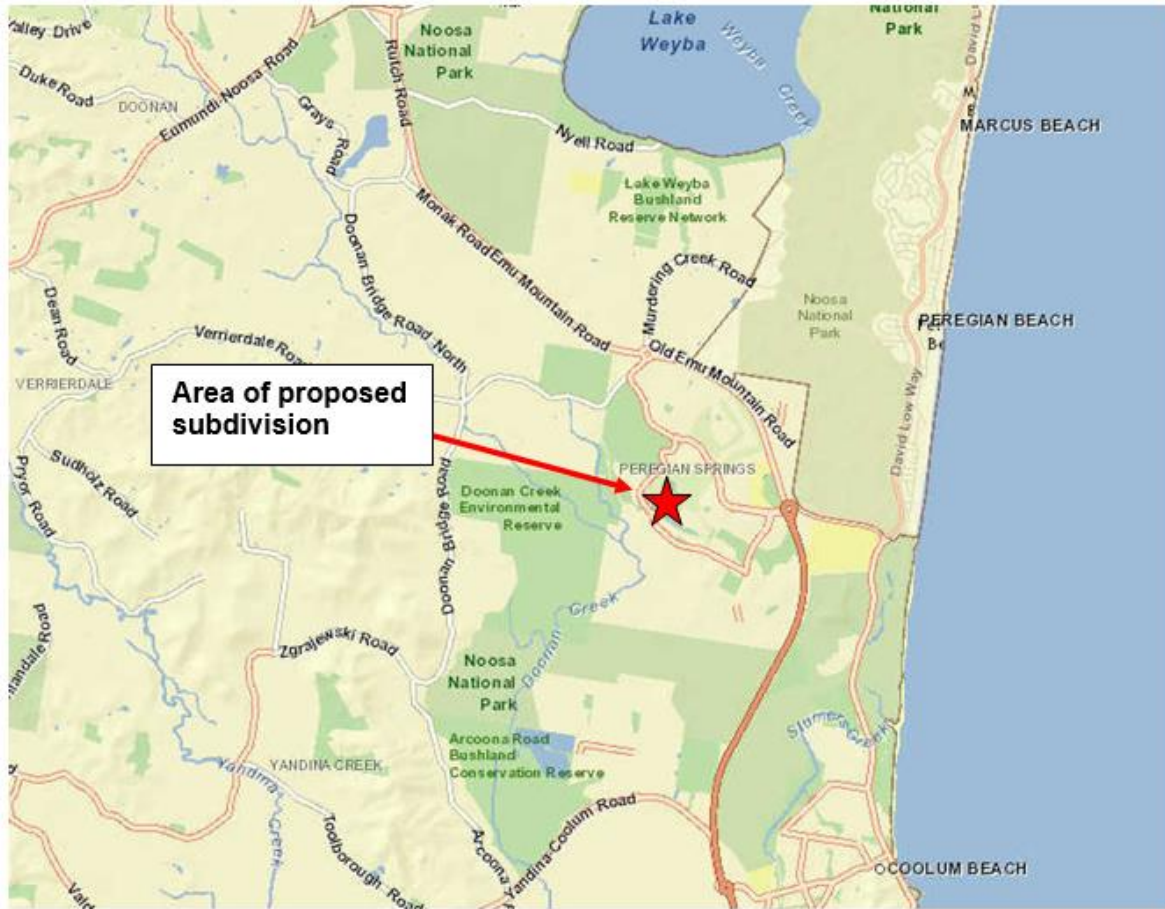 Valley Drive
Noosa
National
Park
Lake
Weyba
Weyba
Creek
National
Park
Duke Road
DOONAN
Eumundi-Noosa Road
Grays
Road
Rutch Road
Nyell Road
MARCUS BEACH
Lake Weyba
Bushland
Reserve Network
Monak Road
Emu Mountain Road
Murdering Creek Road
Doonan Bridge Road North
Dean Road
Verrierdale Road
VERRIERDALE
Noosa
National
Park
PEREGIAN BEACH
Old Emu Mountain Road
David Low Way
Area of proposed
subdivision
PEREGIAN SPRINGS
Sudholz Road
Pryor Road
Doonan Creek
Environmental
Reserve
Doonan Bridge Road
Doonan
Creek
Zgrajewski Road
Noosa
National
Park
Arcoona Road
Bushland
Conservation Reserve
Stumers
Creek
YANDINA CREEK
Yandina
Creek
Toolborough Road
Arcoona
Yandina-Coolum Road
COOLUM BEACH